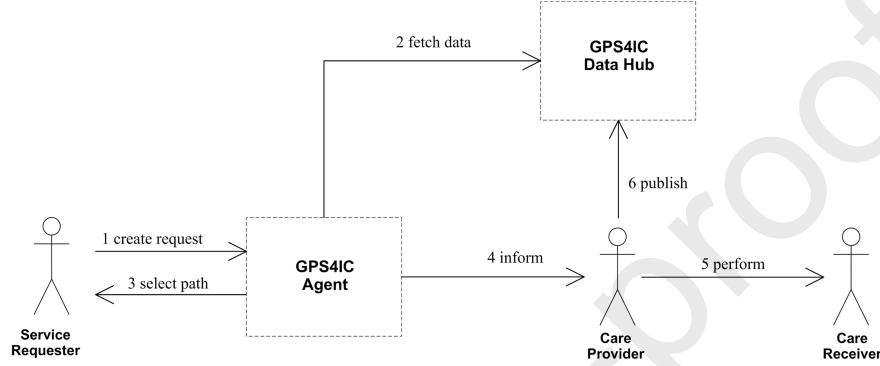 2 fetch data
GPS4IC
Data Hub
6 publish
1 create request
3 select path
GPS4IC
Agent
4 inform
5 perform
Service
Requester
Care
Provider
Care
Receiver
proof